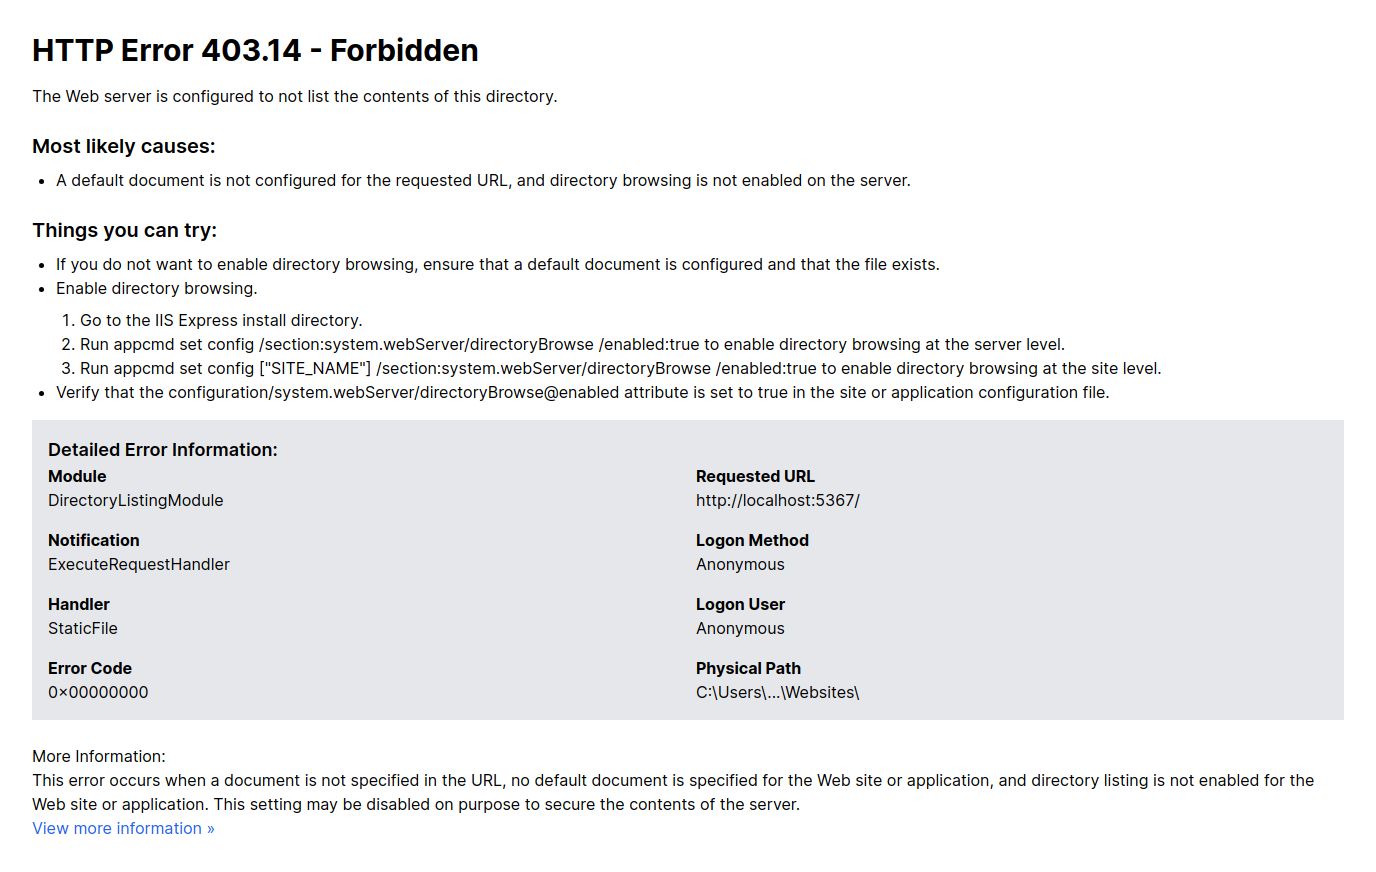 HTTP Error 403.14 - Forbidden
The Web server is configured to not list the contents of this directory.
Most likely causes:
• A default document is not configured for the requested URL, and directory browsing is not enabled on the server.
Things you can try:
• If you do not want to enable directory browsing, ensure that a default document is configured and that the file exists.
• Enable directory browsing.
1. Go to the IIS Express install directory.
2. Run appcmd set config /section:system.webServer/directoryBrowse /enabled:true to enable directory browsing at the server level.
3. Run appcmd set config ["SITE_NAME"] /section:system.webServer/directoryBrowse /enabled:true to enable directory browsing at the site level.
• Verify that the configuration/system.webServer/directoryBrowse@enabled attribute is set to true in the site or application configuration file.
Detailed Error Information:
Module
DirectoryListingModule
Notification
ExecuteRequestHandler
Handler
StaticFile
Error Code
0×00000000
Requested URL
http://localhost:5367/
Logon Method
Anonymous
Logon User
Anonymous
Physical Path
C:\Users\...\Websites\
More Information:
This error occurs when a document is not specified in the URL, no default document is specified for the Web site or application, and directory listing is not enabled for the
Web site or application. This setting may be disabled on purpose to secure the contents of the server.
View more information »